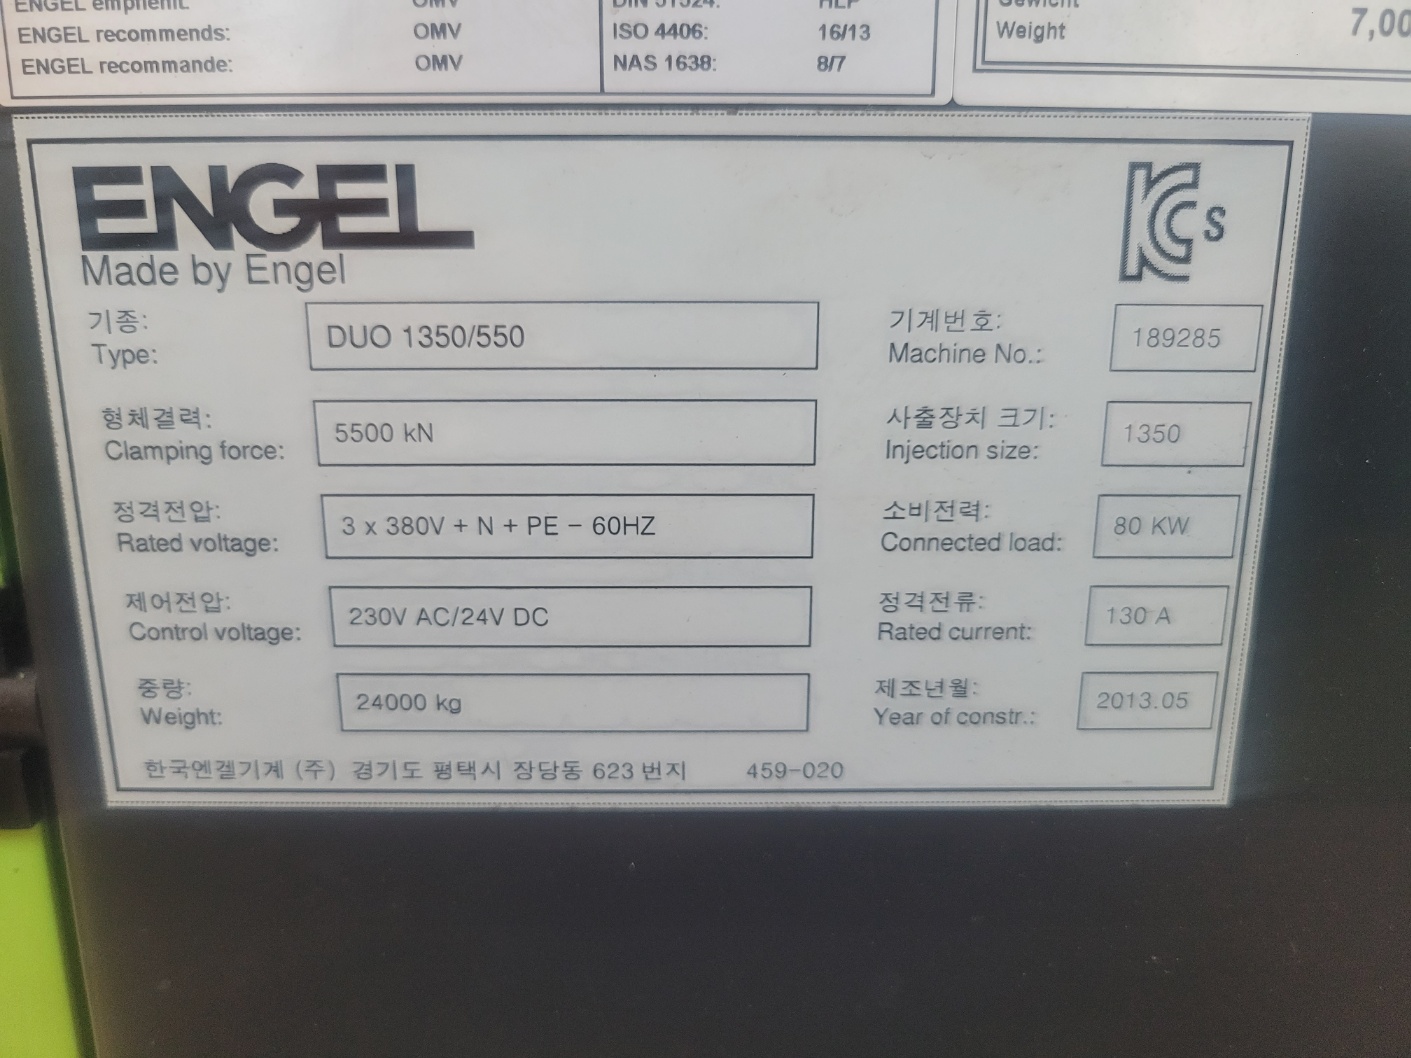 ENGEL recommends: OMV ISO 4406: 16/13
ENGEL recommande: OMV NAS 1638: 8/7
Weight
ENGEL
Made by Engel
KCs
기종: DUO 1350/550 기계번호: 189285
Type: Machine No.:
형체결력: 5500 kN 사출장치 크기: 1350
Clamping force: Injection size:
정격전압: 3 x 380V + N + PE - 60HZ 소비전력: 80 KW
Rated voltage: Connected load:
제어전압: 230V AC/24V DC 정격전류: 130 A
Control voltage: Rated current:
중량: 24000 kg 제조년월: 2013.05
Weight: Year of constr.:
한국엔겔기계 (주) 경기도 평택시 장당동 623 번지 459-020